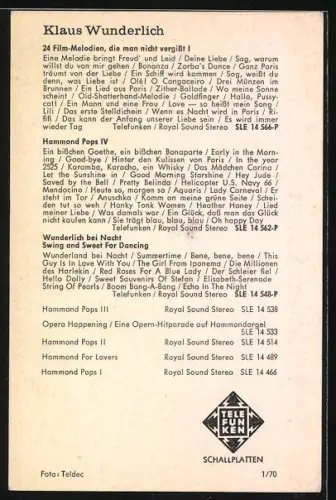 Klaus Wunderlich
24 Film-Melodien, die man nicht vergißt I
Eine Melodie bringt Freud' und Leid / Deine Liebe / Sag, warum
willst du von mir gehen / Bonanza / Zorba's Dance / Ganz Paris
träumt von der Liebe / Ein Schiff wird kommen / Sag, weißt du
denn, was Liebe ist / Olé! O Cangaceiro / Drei Münzen im
Brunnen / Ein Lied aus Paris / Zither-Ballade / Wo meine Sonne
scheint / Old-Shatterhand-Melodie / Goldfinger / Hallo, Pussy-
cat! / Ein Mann und eine Frau / Love — so heißt mein Song /
Lili / Das erste Stelldichein / Wenn es Nacht wird in Paris / Ri-
fifi / Das kann der Anfang unserer Liebe sein / Es wird immer
wieder Tag Telefunken / Royal Sound Stereo SLE 14 566-P
Hammond Pops IV
Ein bißchen Goethe, ein bißchen Bonaparte / Early in the Morn-
ing / Good-bye / Hinter den Kulissen von Paris / In the year
2525 / Karamba, Karacho, ein Whisky / Das Mädchen Carina /
Let the Sunshine in / Good Morning Starshine / Hey Jude /
Saved by the Bell / Pretty Belinda / Helicopter U.S. Navy 66 /
Mendocino / Heute so, morgen so / Aquaris / Lady Carneval / Er
steht im Tor / Anuschka / Komm an meine grüne Seite / Schei-
den tut so weh / Honky Tonk Women / Heather Honey / Lied
meiner Liebe / Was damals war / Ein Glück, daß man das Glück
nicht kaufen kann / Sie trägt blau, blau, blau / Oh happy Day
Telefunken / Royal Sound Stereo SLE 14 562-P
Wunderlich bei Nacht
Swing and Sweet For Dancing
Wunderland bei Nacht / Summertime / Bene, bene, bene / This
Guy Is In Love With You / The Girl From Ipanema / Die Millionen
des Harlekin / Red Roses For A Blue Lady / Der Schleier fiel /
Hello Dolly / Sweet Souvenirs Of Stefan / Elisabeth-Serenade
String Of Pearls / Boom Bang-A-Bang / Echo In The Night
Telefunken / Royal Sound Stereo SLE 14 548-P
Hammond Pops III Royal Sound Stereo SLE 14 538
Opera Happening / Eine Opern-Hitparade auf Hammondorgel
SLE 14 533
Hammond Pops II Royal Sound Stereo SLE 14 514
Hammond For Lovers Royal Sound Stereo SLE 14 489
Hammond Pops I Royal Sound Stereo SLE 14 466
TELE
FUN
KEN
SCHALLPLATTEN
Foto: Teldec 1/70